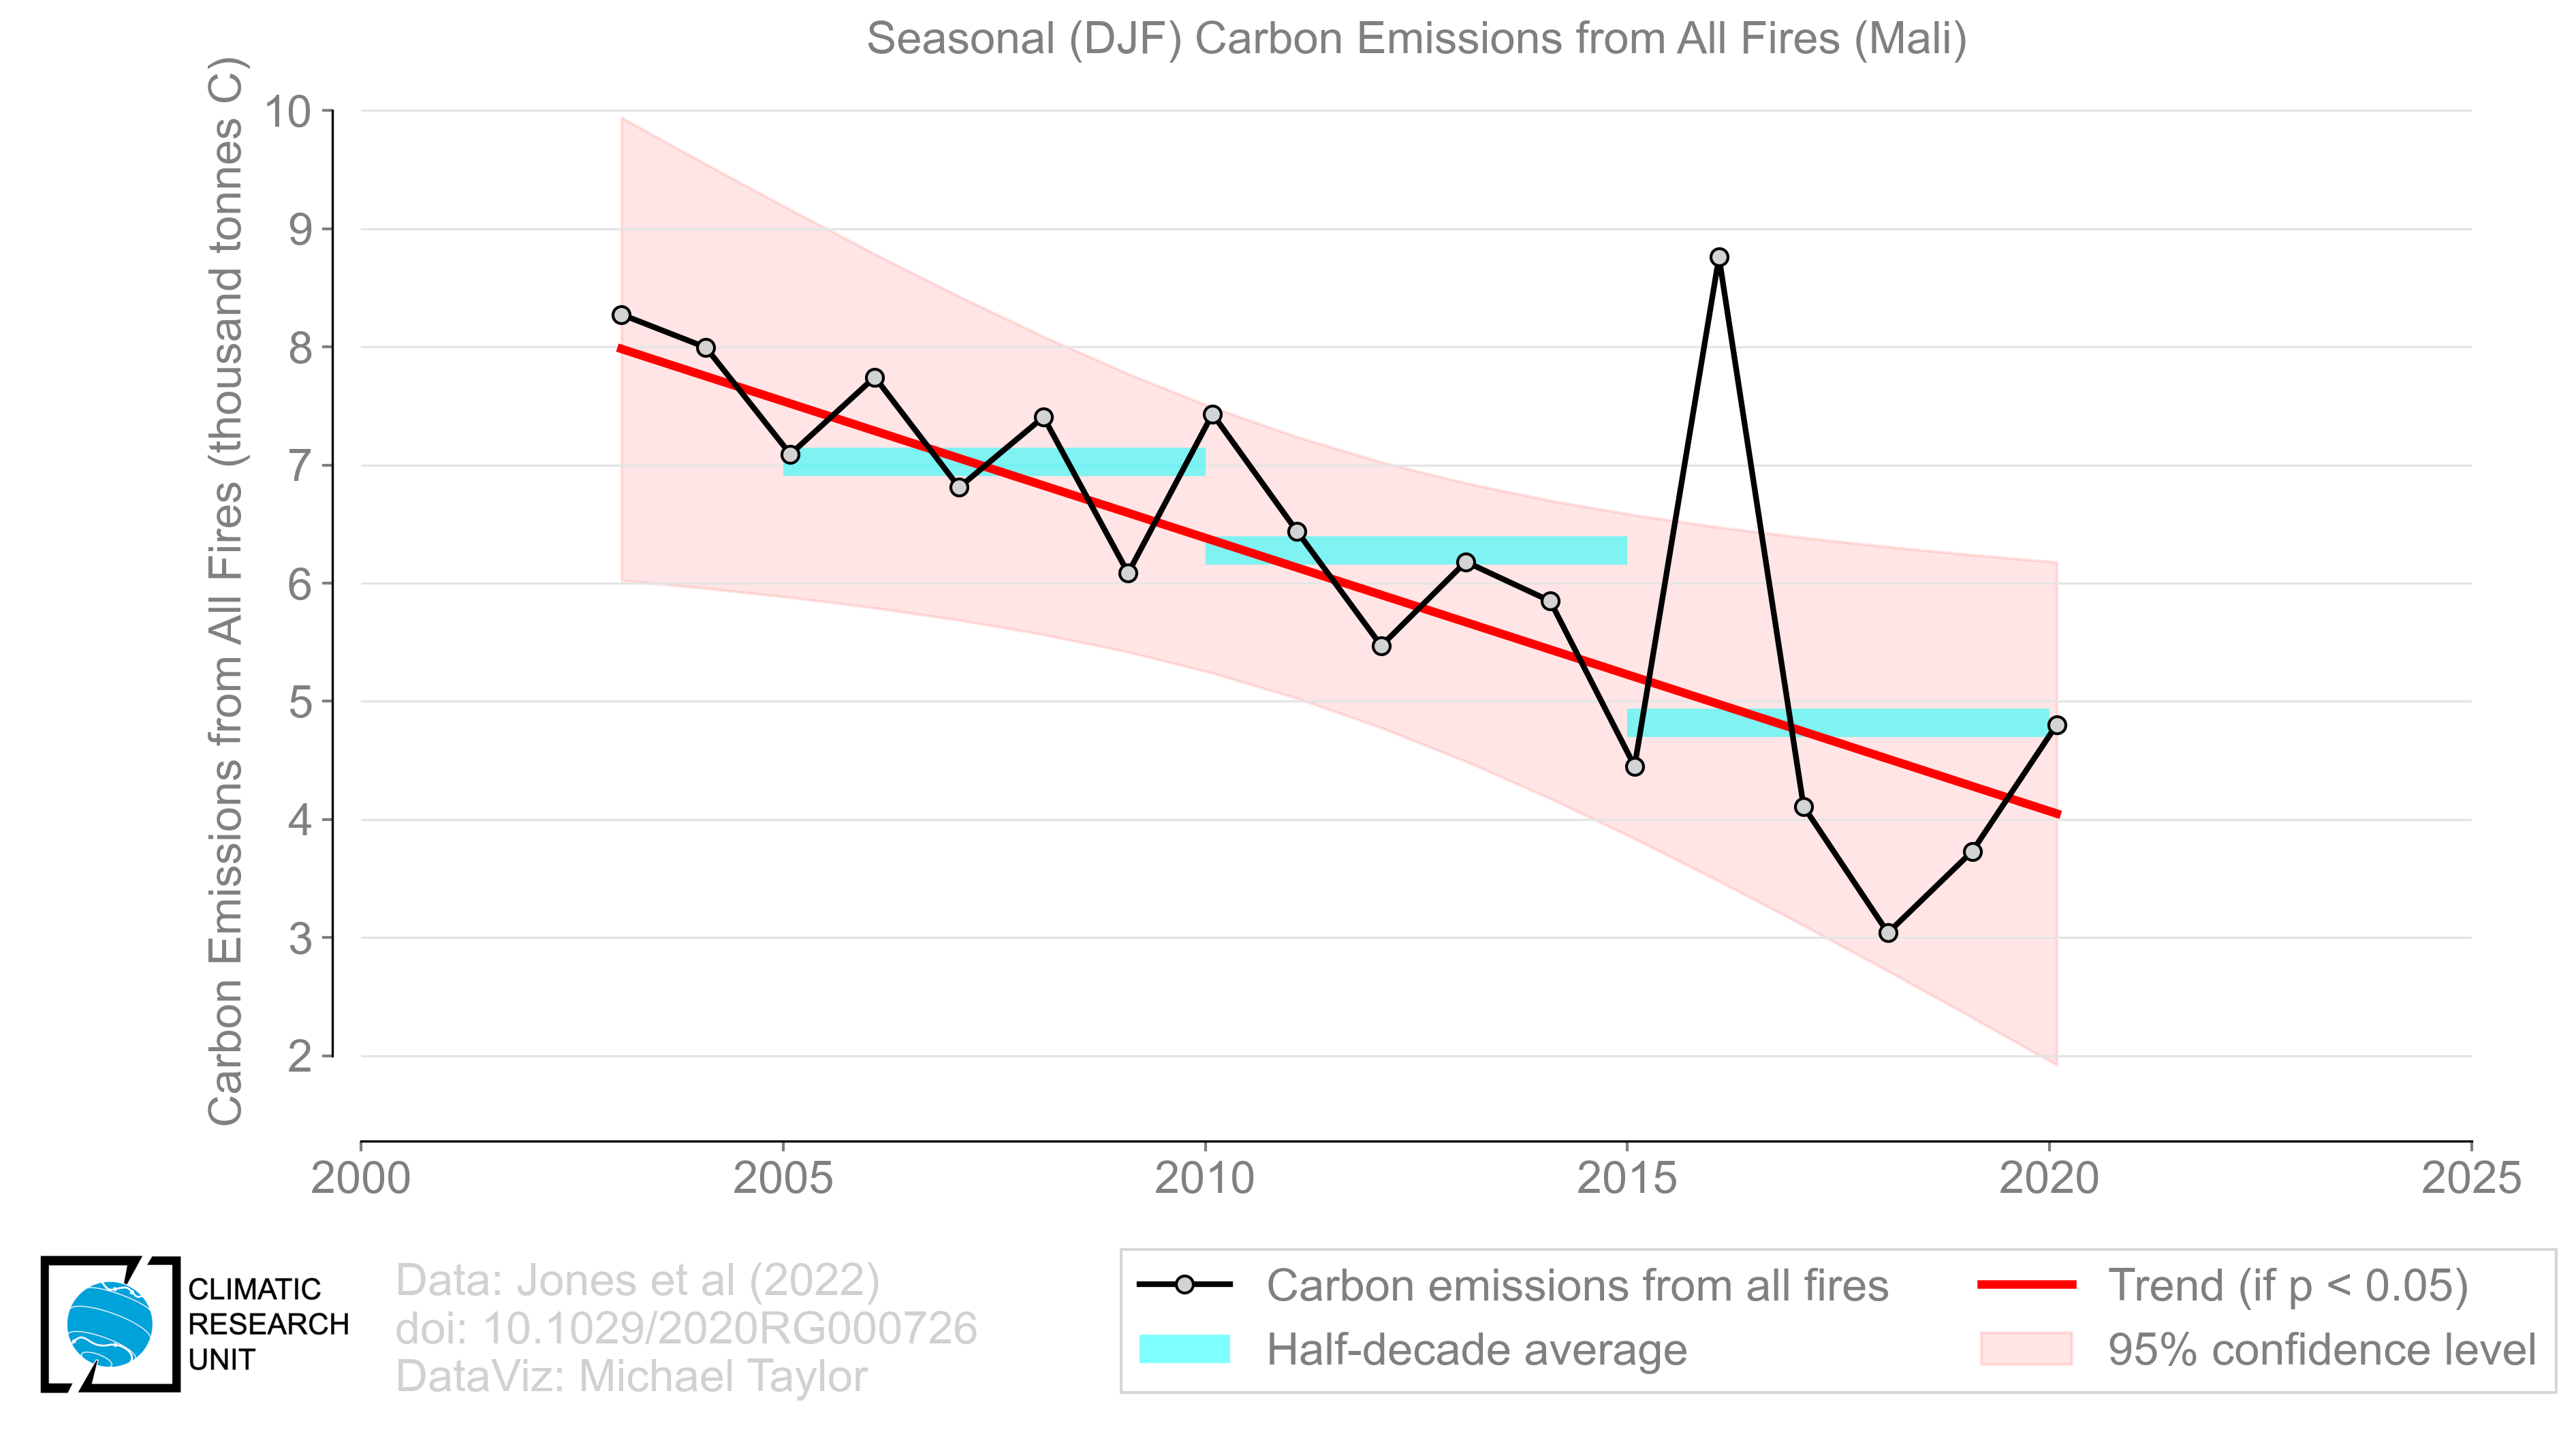 Seasonal (DJF) Carbon Emissions from All Fires (Mali)
Carbon Emissions from All Fires (thousand tonnes C)
10
9
8
7
6
5
4
3
2
2000
2005
2010
2015
2020
2025
CLIMATIC
RESEARCH
UNIT
Data: Jones et al (2022)
doi: 10.1029/2020RG000726
DataViz: Michael Taylor
Carbon emissions from all fires
Half-decade average
Trend (if p < 0.05)
95% confidence level